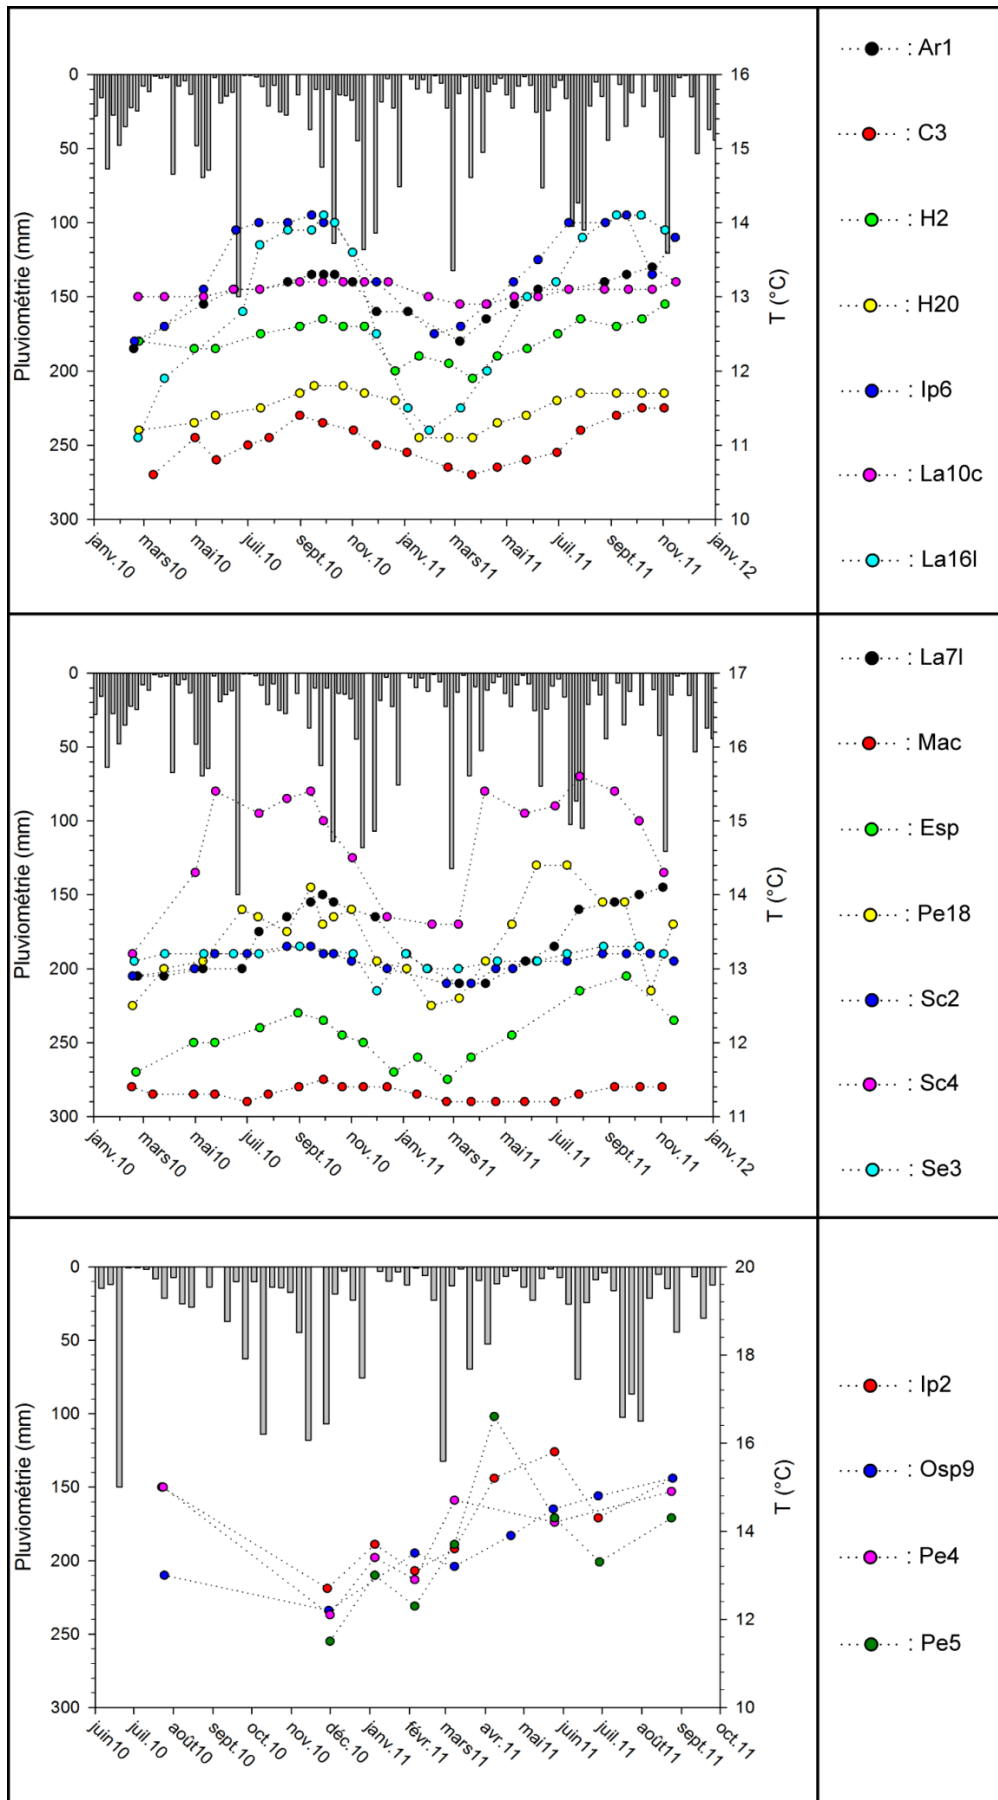 0
50
100
150
200
250
300
Pluviométrie (mm)
16
15
14
13
12
11
10
T (°C)
janv.10
mars10
mai10
juil.10
sept.10
nov.10
janv.11
mars11
mai11
juil.11
sept.11
nov.11
janv.12
: Ar1
: C3
: H2
: H20
: Ip6
: La10c
: La16l
0
50
100
150
200
250
300
Pluviométrie (mm)
17
16
15
14
13
12
11
T (°C)
janv.10
mars10
mai10
juil.10
sept.10
nov.10
janv.11
mars11
mai11
juil.11
sept.11
nov.11
janv.12
: La7l
: Mac
: Esp
: Pe18
: Sc2
: Sc4
: Se3
0
50
100
150
200
250
300
Pluviométrie (mm)
20
18
16
14
12
10
T (°C)
juin10
juil.10
août10
sept.10
oct.10
nov.10
déc.10
janv.11
févr.11
mars11
avr.11
mai11
juin11
juil.11
août11
sept.11
oct.11
: Ip2
: Osp9
: Pe4
: Pe5